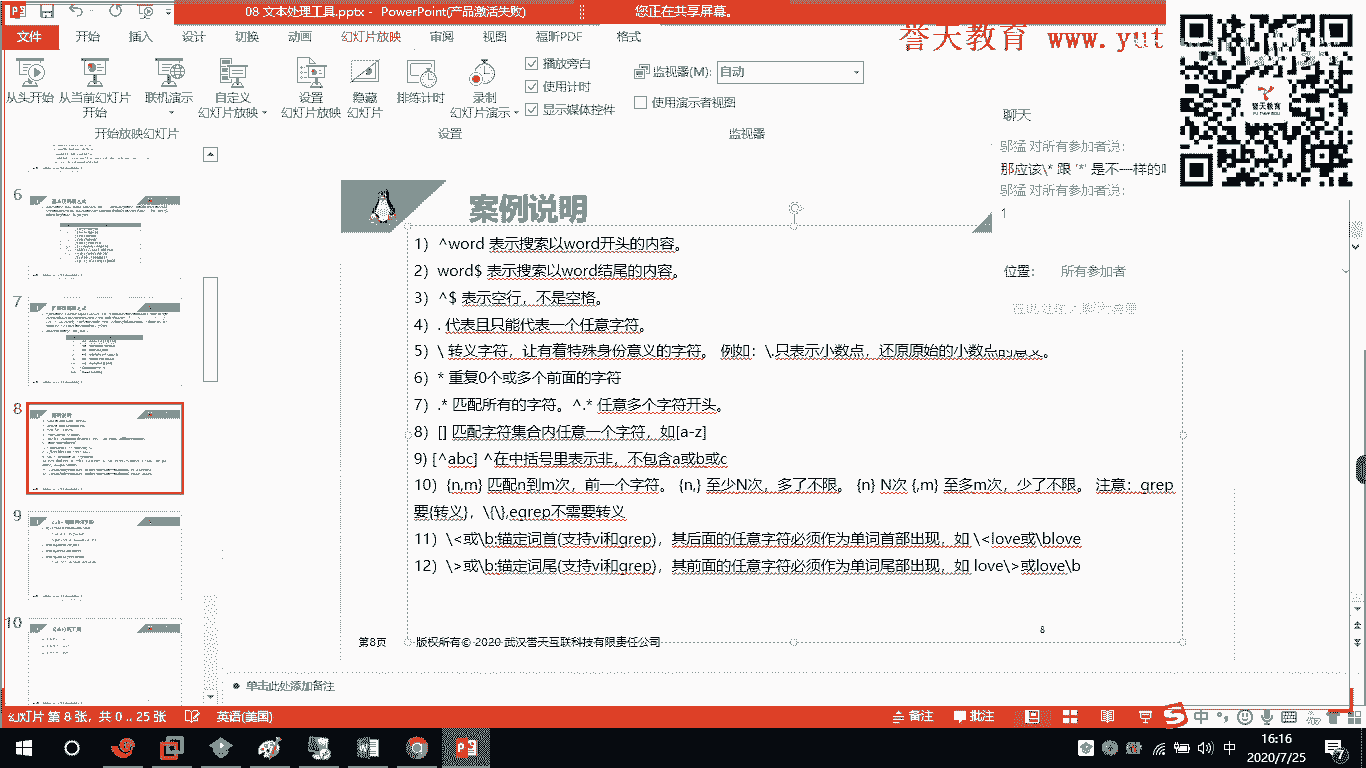 08 文本处理工具.pptx - PowerPoint(产品激活失败)
您正在共享屏幕。
文件 开始 插入 设计 切换 动画 幻灯片放映 审阅 视图 福昕PDF 格式
誉天教育 www.yut
从头开始 从当前幻灯片开始 联机演示 自定义幻灯片放映 设置幻灯片放映 隐藏幻灯片 排练计时 录制幻灯片演示
播放旁白
使用计时
显示媒体控件
监视器(M): 自动
使用演示者视图
开始放映幻灯片 设置 监视器
聊天
邬猛 对所有参加者说:
那应该\* 跟 '*' 是不一样的
邬猛 对所有参加者说:
1
位置: 所有参加者
誉天教育
6
7
8
9
10
案例说明
1）^word 表示搜索以word开头的内容。
2）word$ 表示搜索以word结尾的内容。
3）^$ 表示空行，不是空格。
4）. 代表且只能代表一个任意字符。
5）\ 转义字符，让有着特殊身份意义的字符。 例如：\.只表示小数点，还原原始的小数点的意义。
6）* 重复0个或多个前面的字符
7）.* 匹配所有的字符。^.* 任意多个字符开头。
8）[] 匹配字符集合内任意一个字符，如[a-z]
9) [^abc] ^在中括号里表示非，不包含a或b或c
10）{n,m} 匹配n到m次，前一个字符。 {n,} 至少N次，多了不限。 {n} N次 {,m} 至多m次，少了不限。 注意：grep
要{转义}，\{\},egrep不需要转义
11）\<或\b:锚定词首(支持vi和grep)，其后面的任意字符必须作为单词首部出现，如 \<love或\blove
12）\>或\b:锚定词尾(支持vi和grep)，其前面的任意字符必须作为单词尾部出现，如 love\>或love\b
8
第8页 版权所有© 2020 武汉誉天互联科技有限责任公司
单击此处添加备注
幻灯片 第 8 张，共 0 .. 25 张 英语(美国) 备注 批注
中
中 16:16
2020/7/25
7